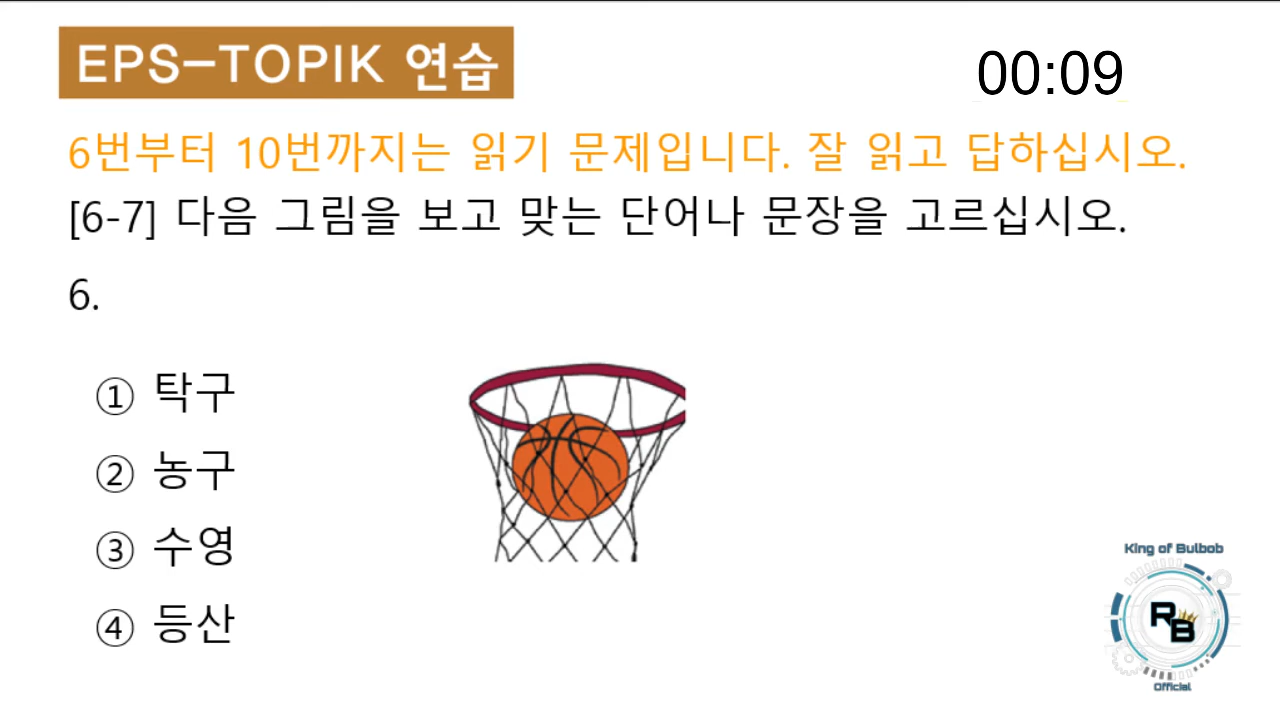 EPS-TOPIK 연습
00:09
6번부터 10번까지는 읽기 문제입니다. 잘 읽고 답하십시오.
[6-7] 다음 그림을 보고 맞는 단어나 문장을 고르십시오.
6.
① 탁구
② 농구
③ 수영
④ 등산
King of Bulbob
RB
Official